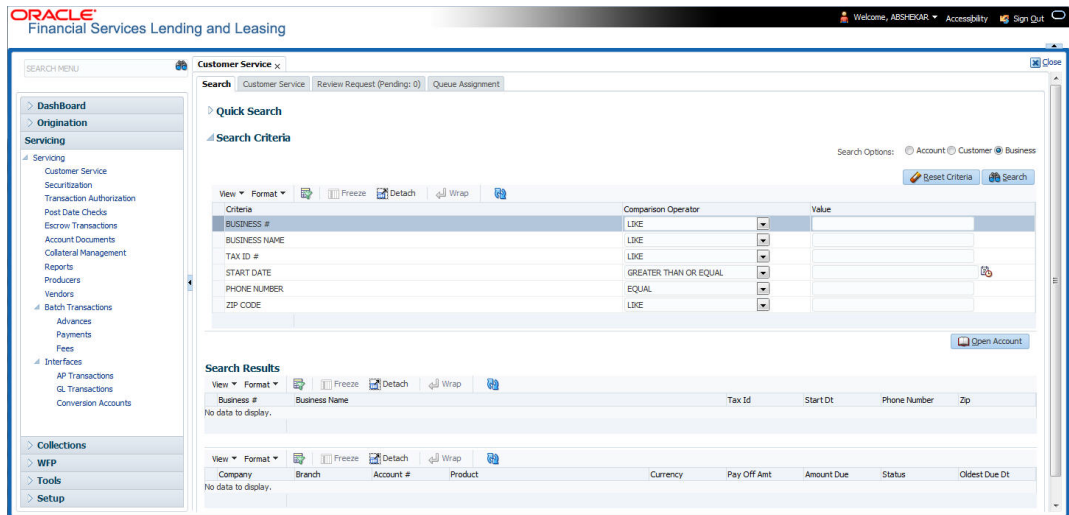 ORACLE
Financial Services Lending and Leasing
Welcome, ABSHEKAR Accessibility Sign Out
SEARCH MENU
DashBoard
Origination
Servicing
Servicing
Customer Service
Securitization
Transaction Authorization
Post Date Checks
Escrow Transactions
Account Documents
Collateral Management
Reports
Producers
Vendors
Batch Transactions
Advances
Payments
Fees
Interfaces
AP Transactions
GL Transactions
Conversion Accounts
Collections
WFP
Tools
Setup
Customer Service x
Close
Search Customer Service Review Request (Pending: 0) Queue Assignment
Quick Search
Search Criteria
Search Options: Account Customer Business
Reset Criteria Search
View Format Freeze Detach Wrap
Criteria Comparison Operator Value
BUSINESS # LIKE
BUSINESS NAME LIKE
TAX ID # LIKE
START DATE GREATER THAN OR EQUAL
PHONE NUMBER EQUAL
ZIP CODE LIKE
Open Account
Search Results
View Format Freeze Detach Wrap
Business # Business Name Tax Id Start Dt Phone Number Zip
No data to display.
View Format Freeze Detach Wrap
Company Branch Account # Product Currency Pay Off Amt Amount Due Status Oldest Due Dt
No data to display.